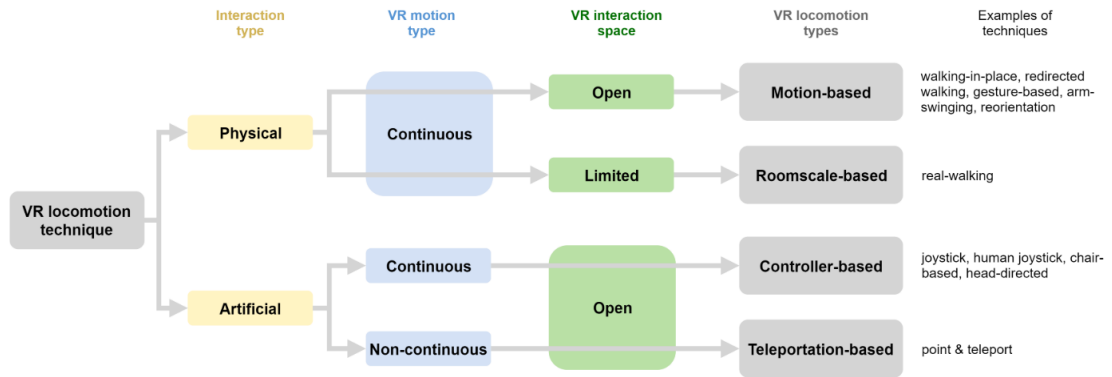 Interaction
type
VR motion
type
VR interaction
space
VR locomotion
types
Examples of
techniques
Open
Motion-based
walking-in-place, redirected
walking, gesture-based, arm-
swinging, reorientation
Physical
Continuous
Limited
Roomscale-based
real-walking
VR locomotion
technique
Continuous
Controller-based
joystick, human joystick, chair-
based, head-directed
Artificial
Open
Non-continuous
Teleportation-based
point & teleport